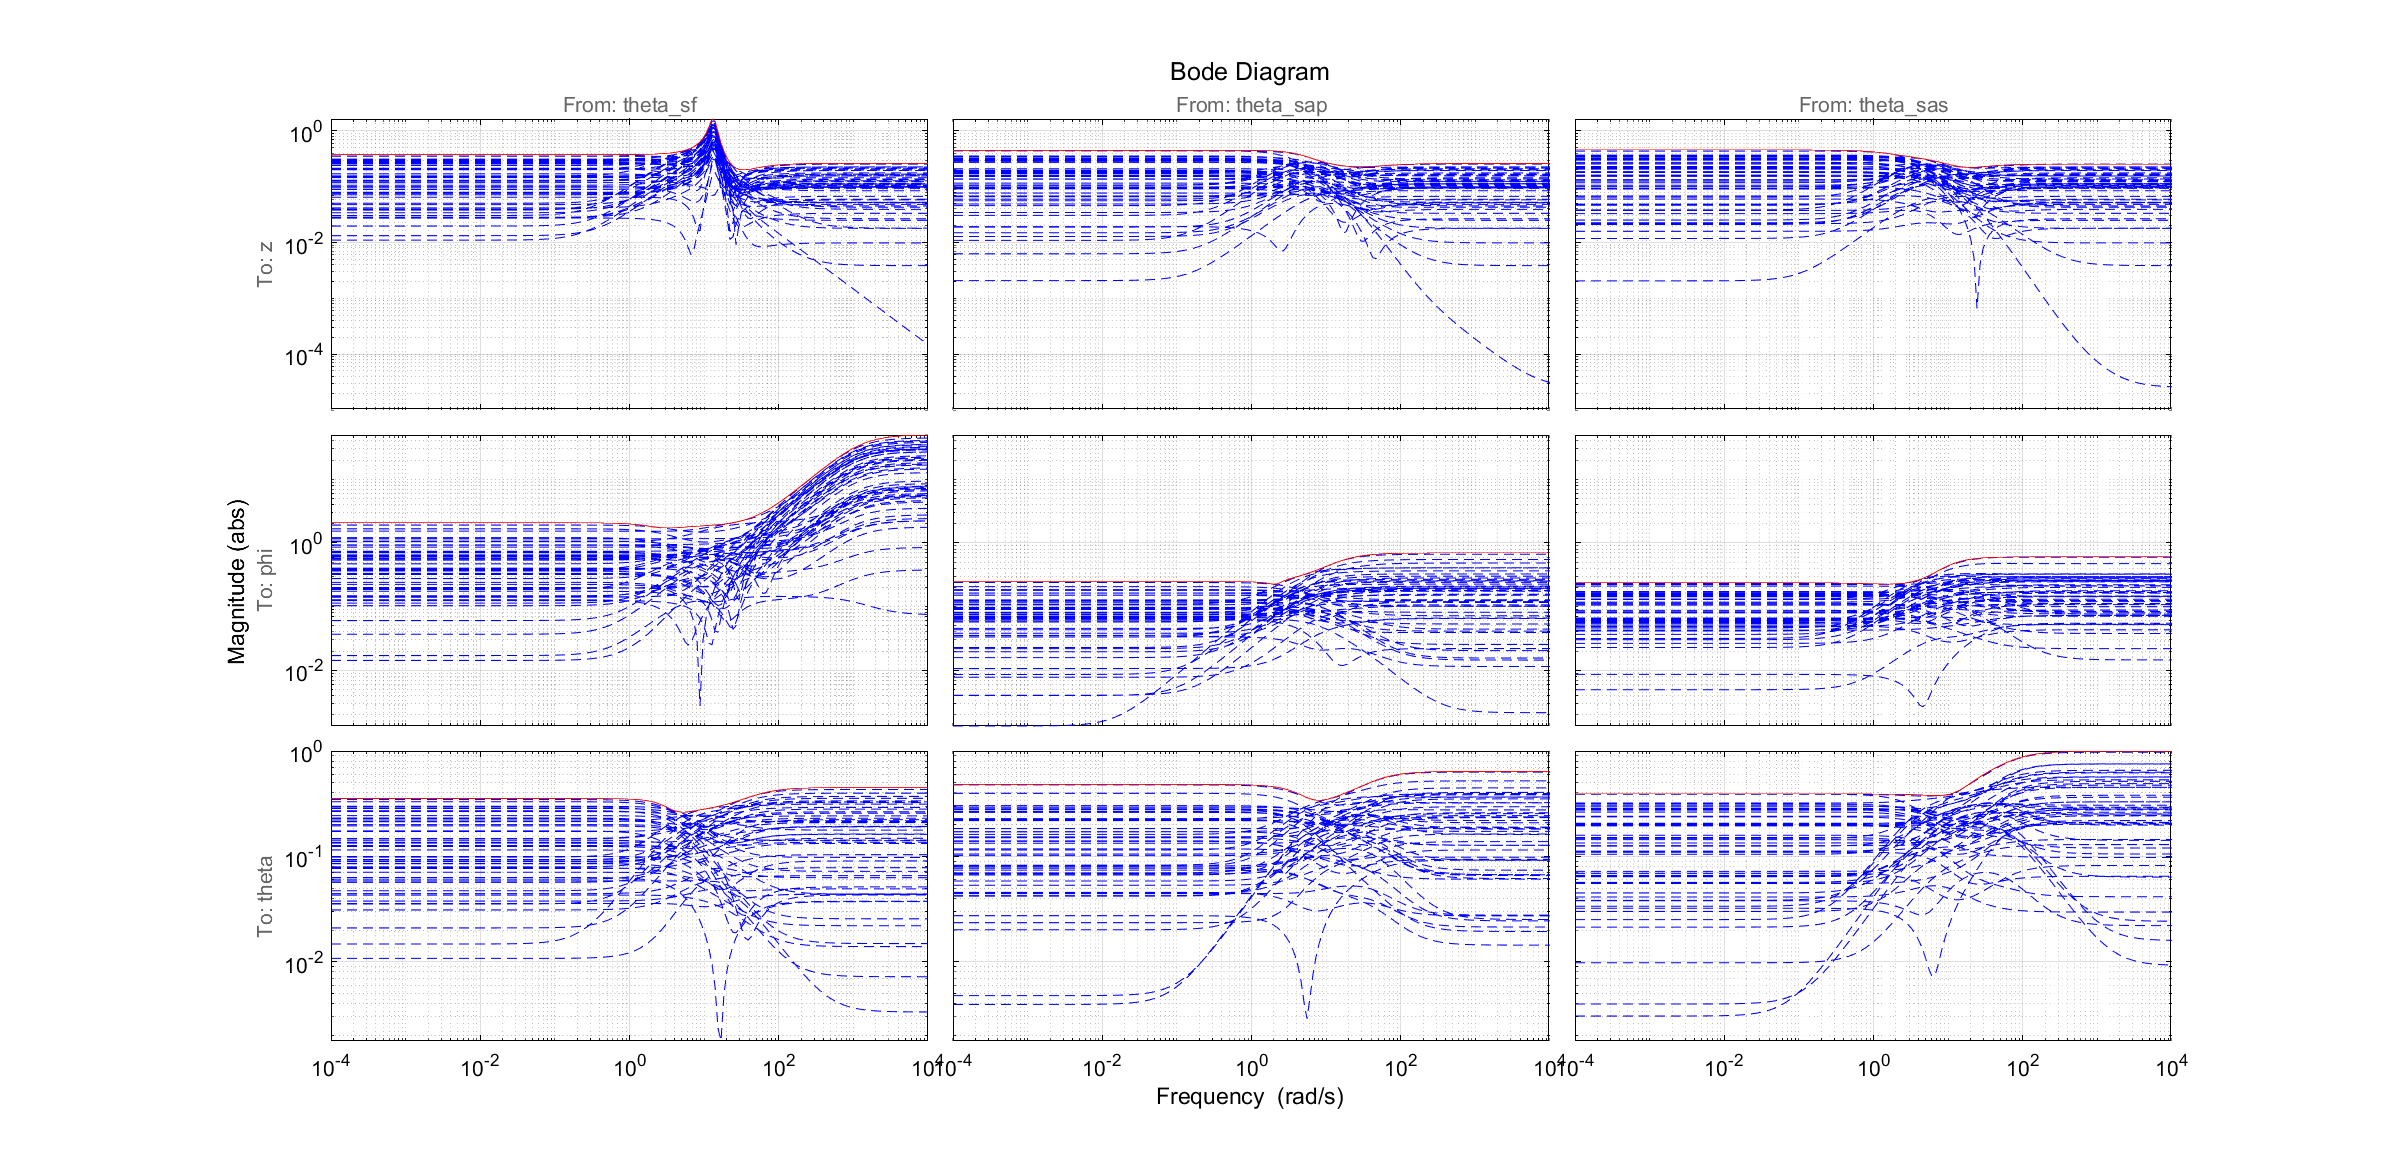 Bode Diagram
From: theta_sf From: theta_sap From: theta_sas
Magnitude (abs)
To: z
10^0
10^-2
10^-4
To: phi
10^0
10^-2
To: theta
10^0
10^-1
10^-2
10^-4 10^-2 10^0 10^2 10^4 10^-4 10^-2 10^0 10^2 10^4 10^-4 10^-2 10^0 10^2 10^4
Frequency (rad/s)